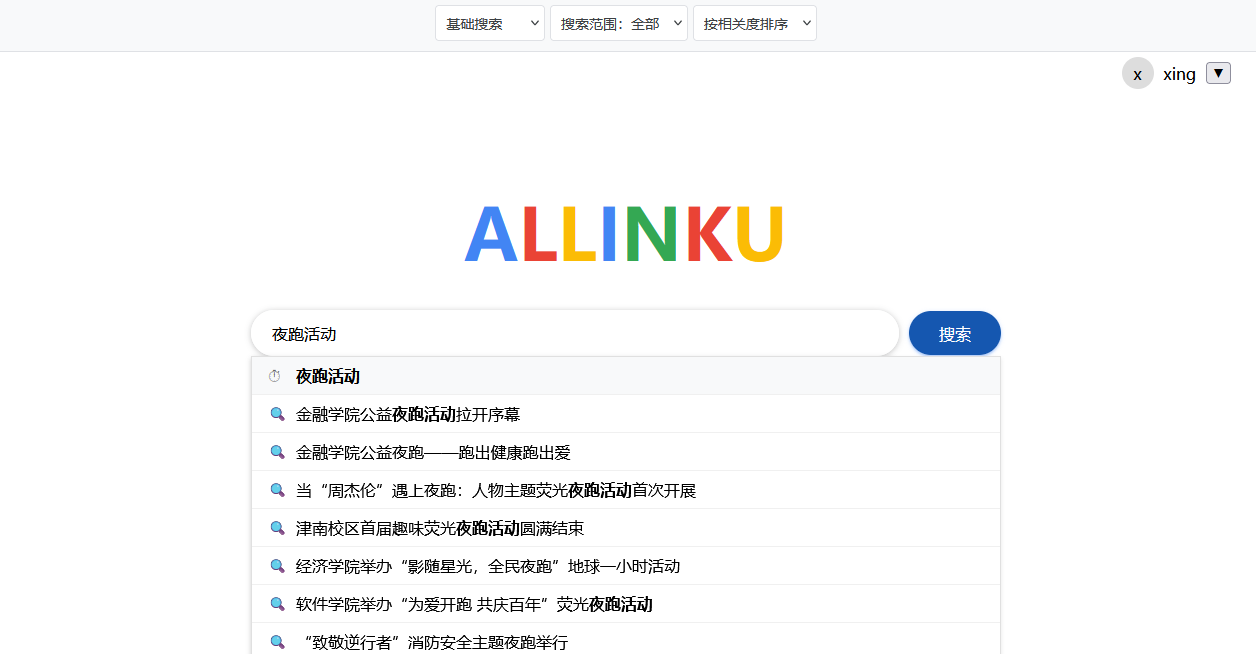 基础搜索 搜索范围：全部 按相关度排序
x xing ▼
ALLINKU
夜跑活动 搜索
夜跑活动
金融学院公益夜跑活动拉开序幕
金融学院公益夜跑——跑出健康跑出爱
当“周杰伦”遇上夜跑：人物主题荧光夜跑活动首次开展
津南校区首届趣味荧光夜跑活动圆满结束
经济学院举办“影随星光，全民夜跑”地球一小时活动
软件学院举办“为爱开跑 共庆百年”荧光夜跑活动
“致敬逆行者”消防安全主题夜跑举行